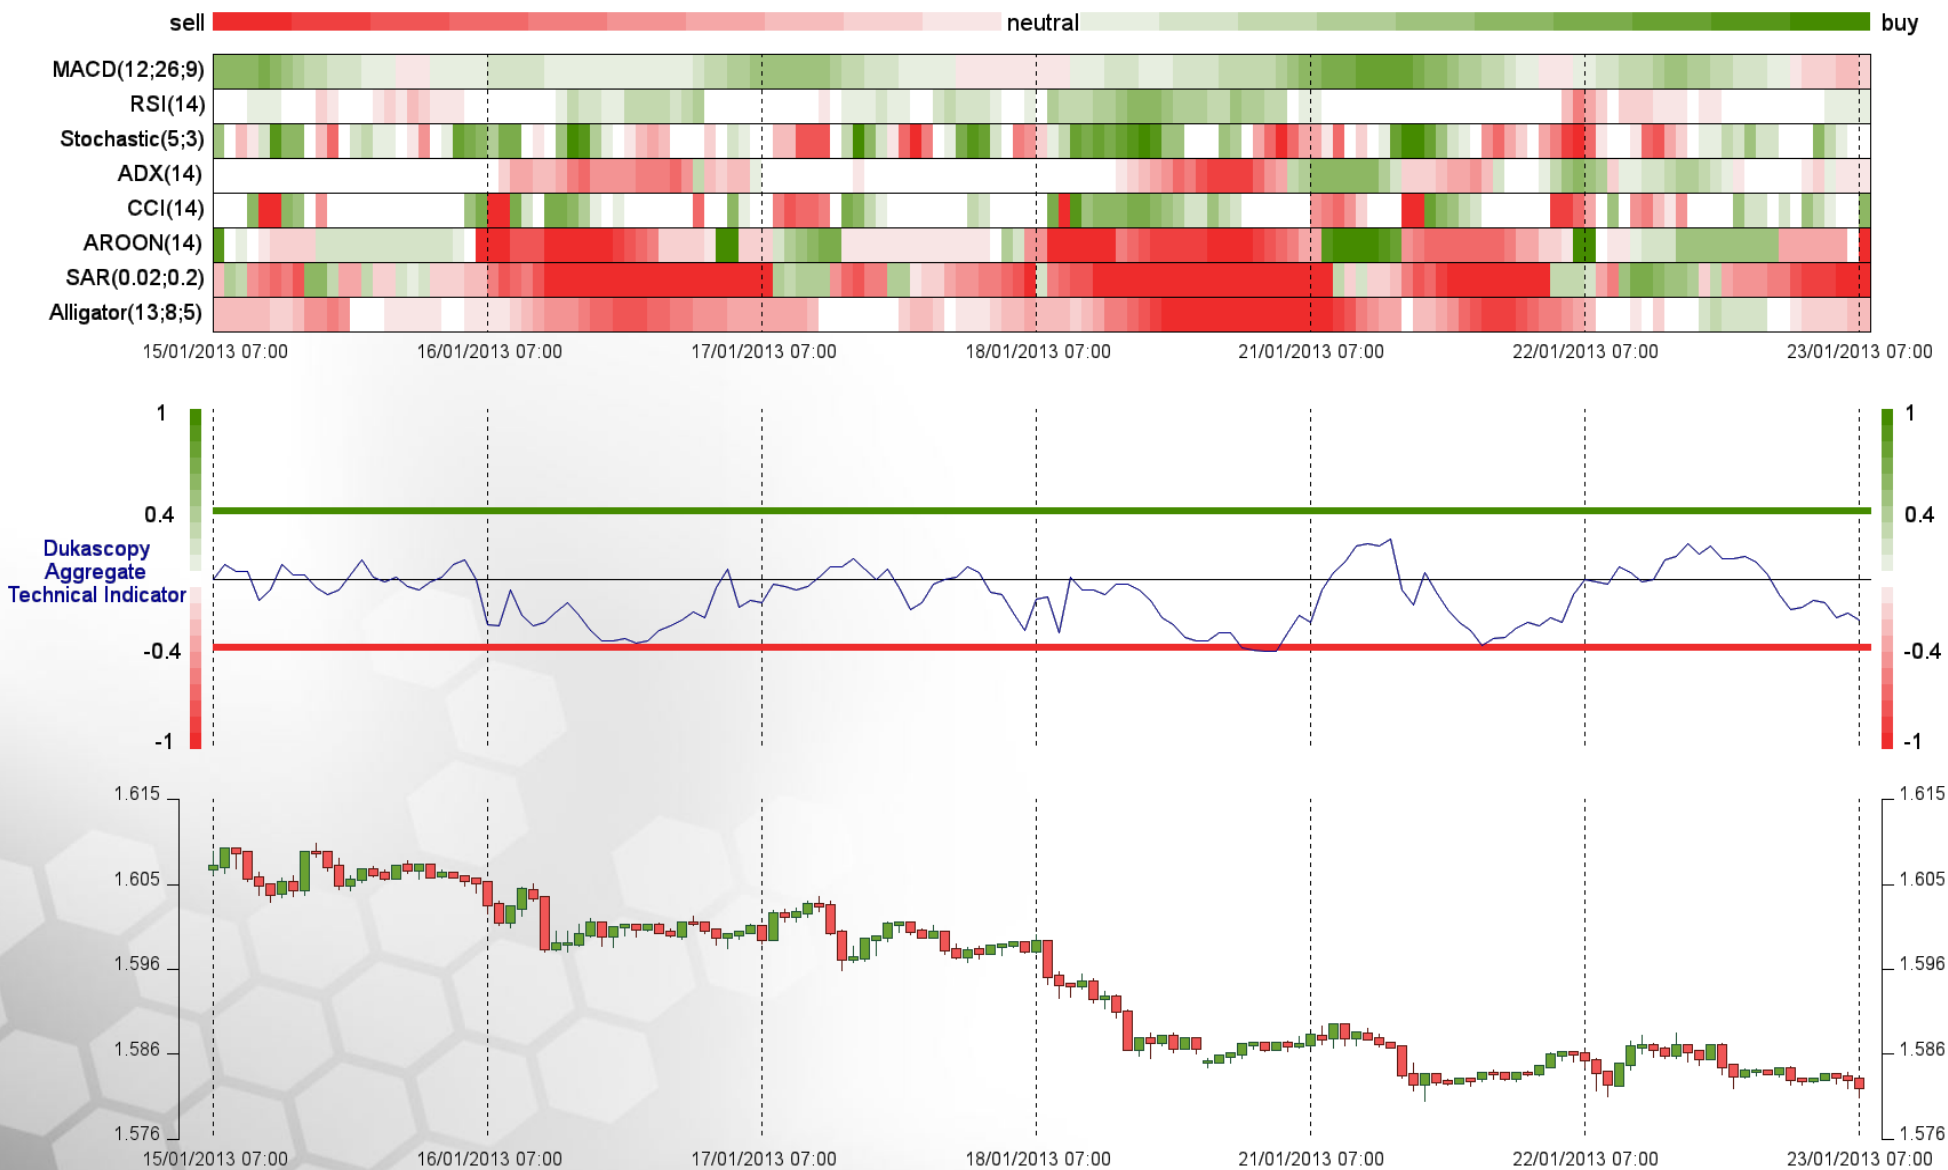 sell neutral buy
MACD(12;26;9)
RSI(14)
Stochastic(5;3)
ADX(14)
CCI(14)
AROON(14)
SAR(0.02;0.2)
Alligator(13;8;5)
15/01/2013 07:00 16/01/2013 07:00 17/01/2013 07:00 18/01/2013 07:00 21/01/2013 07:00 22/01/2013 07:00 23/01/2013 07:00
1 1
0.4 0.4
Dukascopy
Aggregate
Technical Indicator
-0.4 -0.4
-1 -1
1.615 1.615
1.605 1.605
1.596 1.596
1.586 1.586
1.576 1.576
15/01/2013 07:00 16/01/2013 07:00 17/01/2013 07:00 18/01/2013 07:00 21/01/2013 07:00 22/01/2013 07:00 23/01/2013 07:00